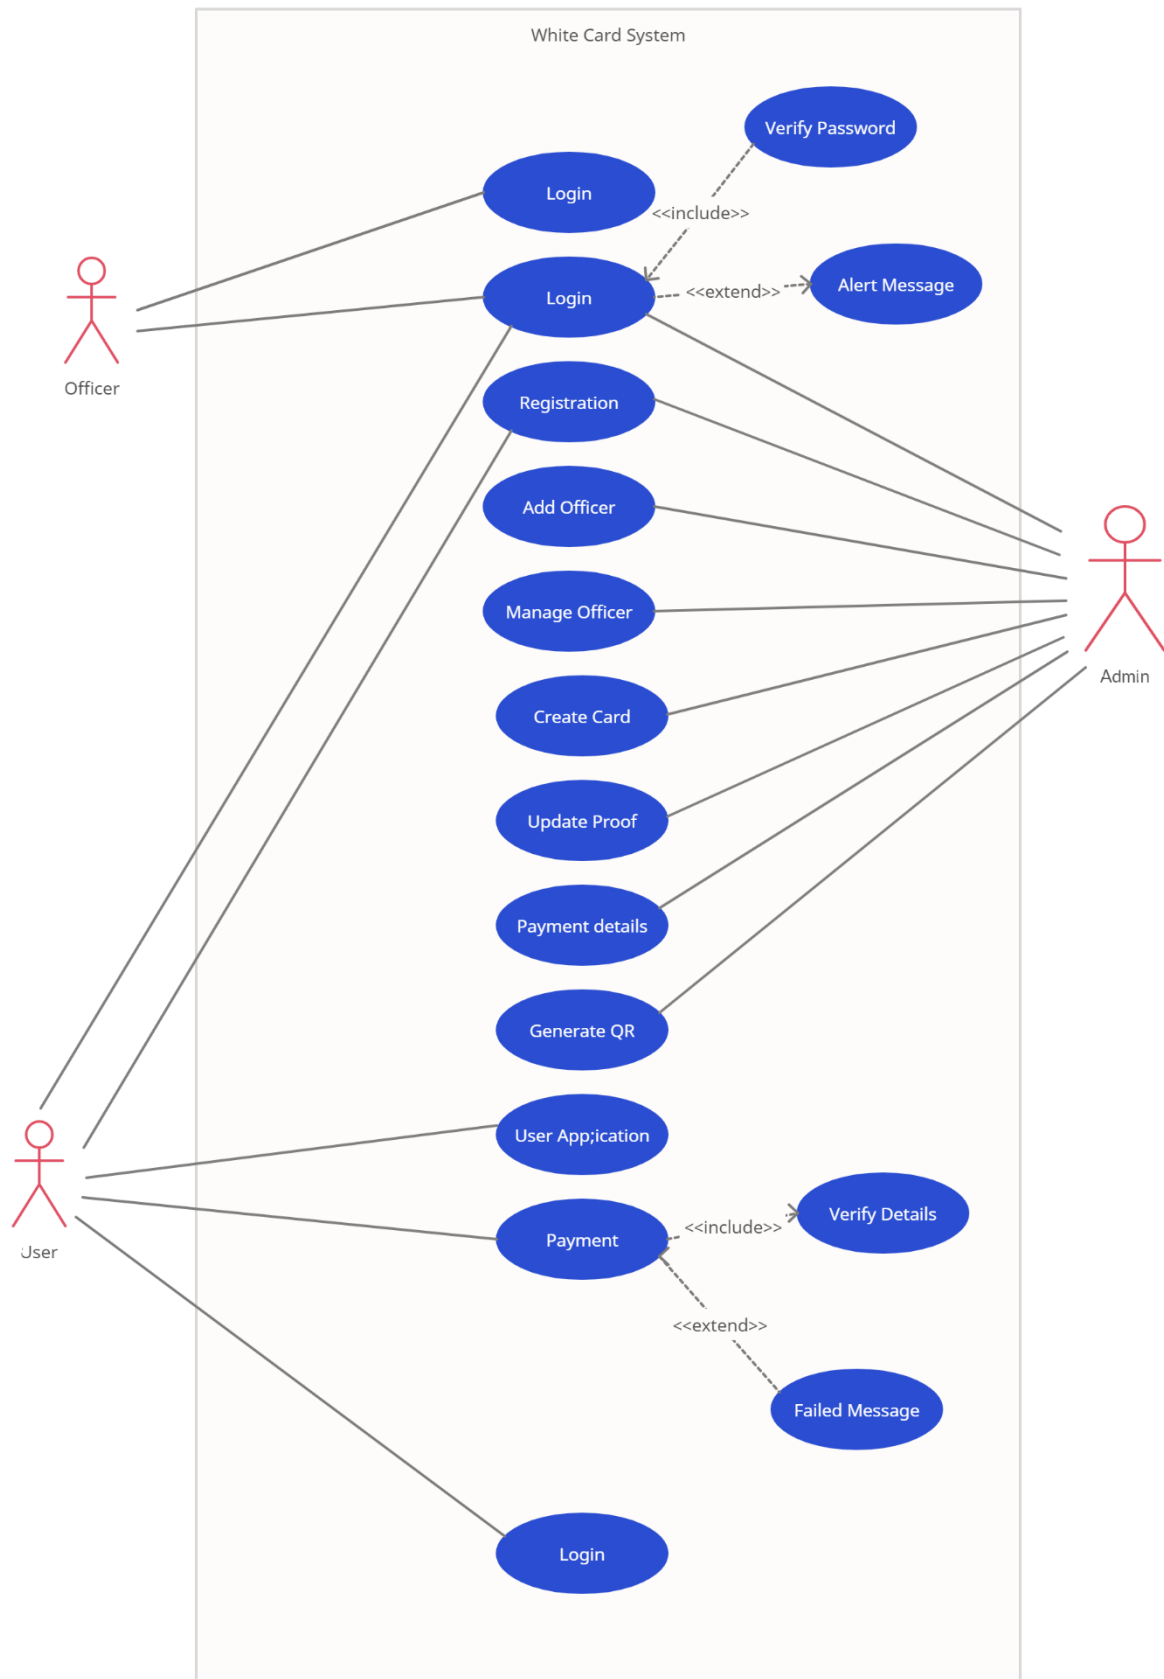 White Card System
Verify Password
Login
<<include>>
Alert Message
<<extend>>
Login
Officer
Registration
Add Officer
Manage Officer
Admin
Create Card
Update Proof
Payment details
Generate QR
User App;ication
Verify Details
<<include>>
Payment
User
<<extend>>
Failed Message
Login